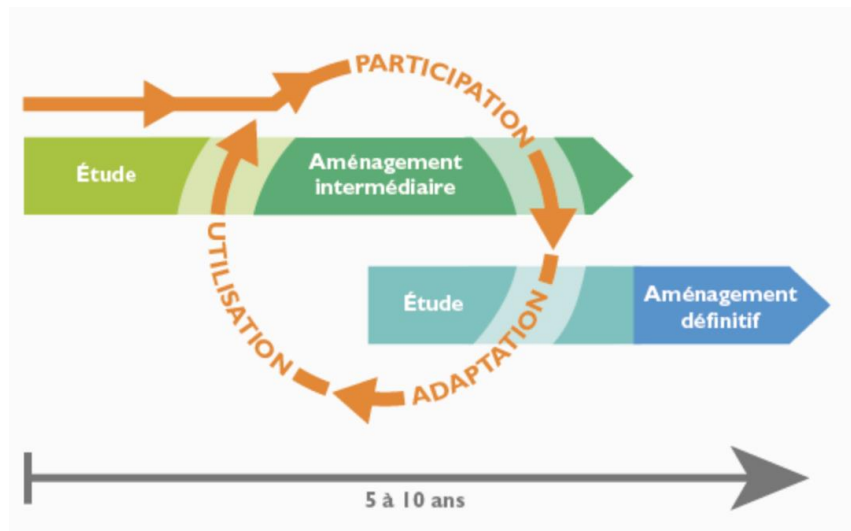 PARTICIPATION
Étude
Aménagement
intermédiaire
UTILISATION
Étude
ADAPTATION
Aménagement
définitif
5 à 10 ans